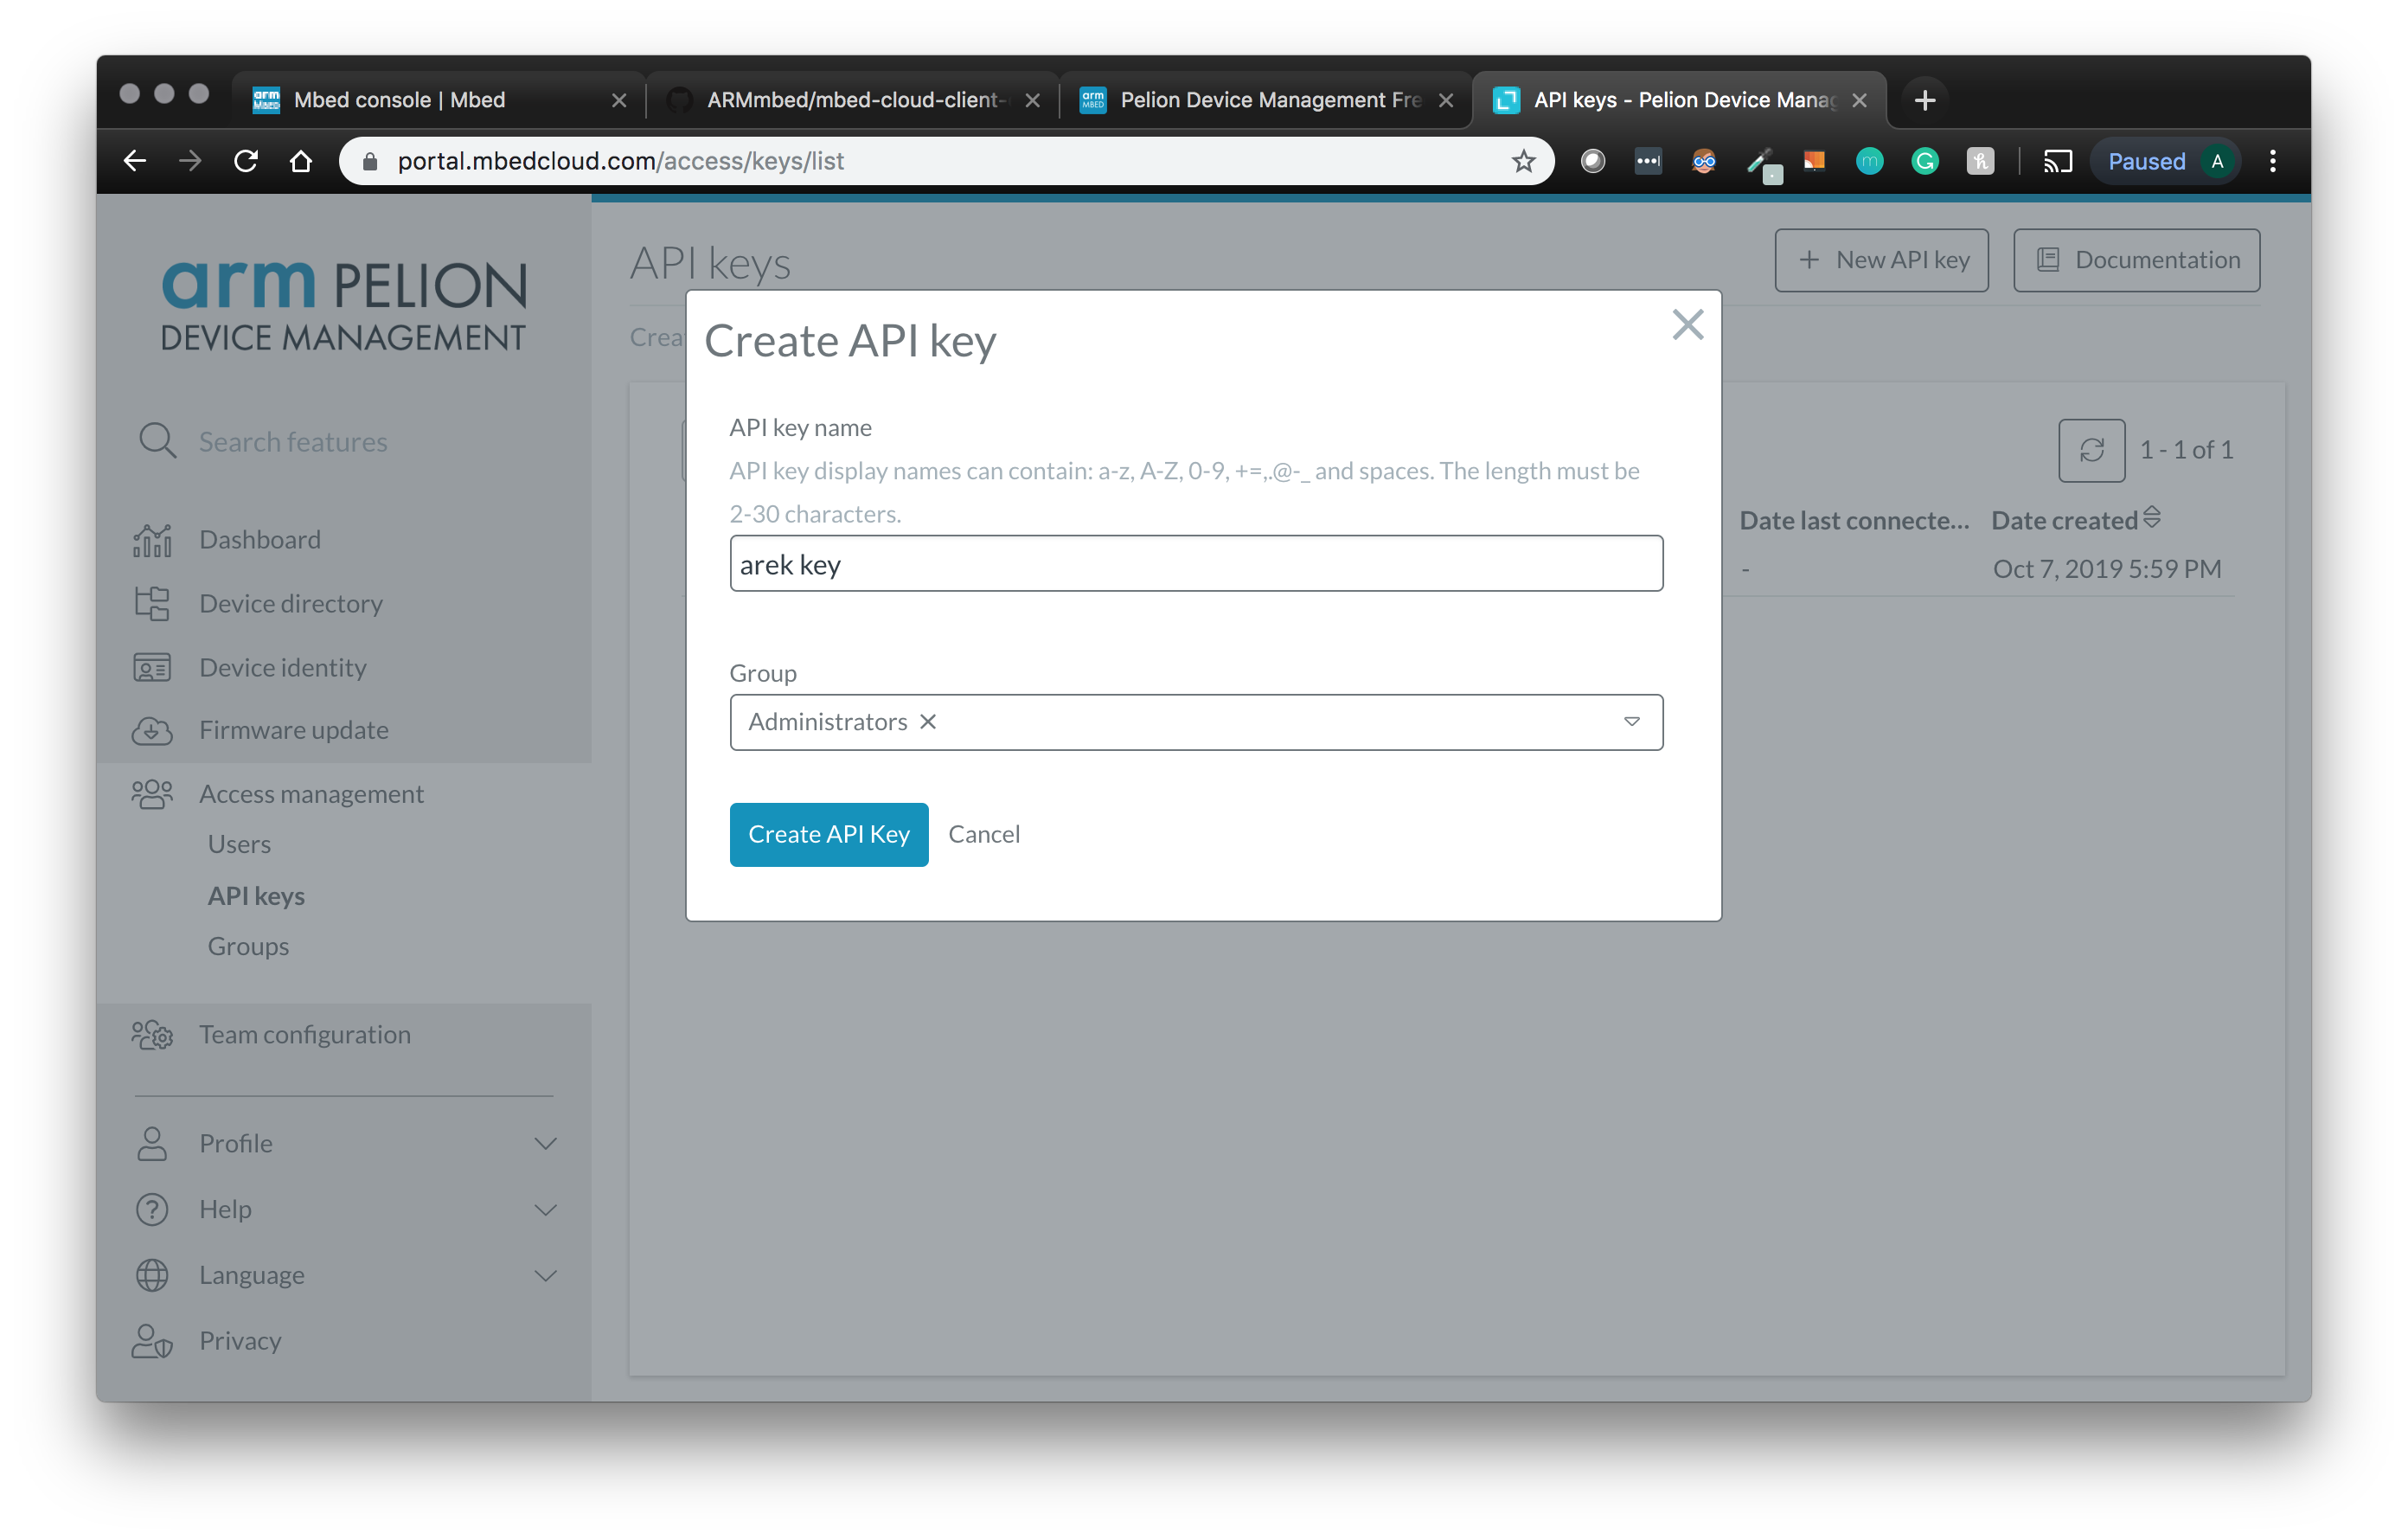 Mbed console | Mbed
ARMmbed/mbed-cloud-client-
Pelion Device Management Fre
API keys - Pelion Device Manag
portal.mbedcloud.com/access/keys/list
Paused A
arm PELION
DEVICE MANAGEMENT
Search features
Dashboard
Device directory
Device identity
Firmware update
Access management
Users
API keys
Groups
Team configuration
Profile
Help
Language
Privacy
API keys
+ New API key
Documentation
Crea
1 - 1 of 1
Date last connecte...
Date created
-
Oct 7, 2019 5:59 PM
Create API key
API key name
API key display names can contain: a-z, A-Z, 0-9, +=,.@-_ and spaces. The length must be
2-30 characters.
arek key
Group
Administrators
Create API Key
Cancel